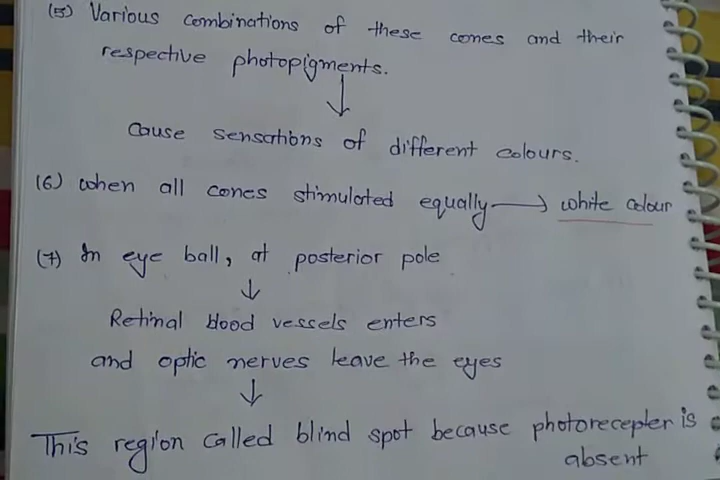 (5) Various combinations of these cones and their
respective photopigments.
↓
Cause sensations of different colours.
(6) when all cones stimulated equally → white colour
(7) In eye ball, at posterior pole
↓
Retinal blood vessels enters
and optic nerves leave the eyes
↓
This region called blind spot because photorecepter is
absent